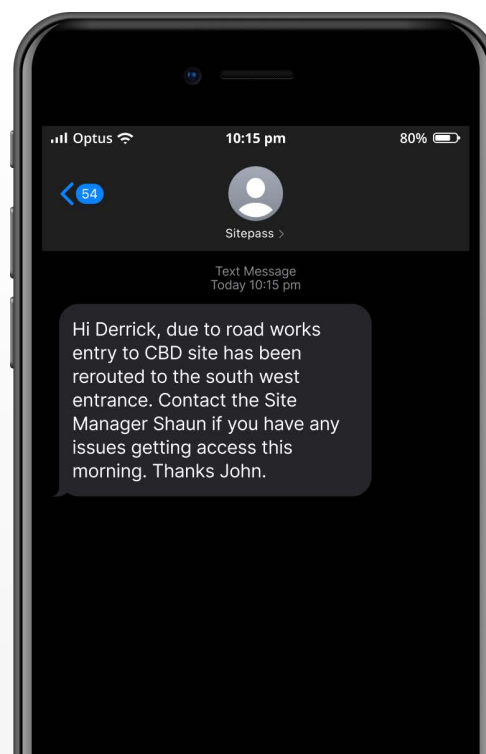 Optus 10:15 pm 80%
54
Sitepass >
Text Message
Today 10:15 pm
Hi Derrick, due to road works
entry to CBD site has been
rerouted to the south west
entrance. Contact the Site
Manager Shaun if you have any
issues getting access this
morning. Thanks John.